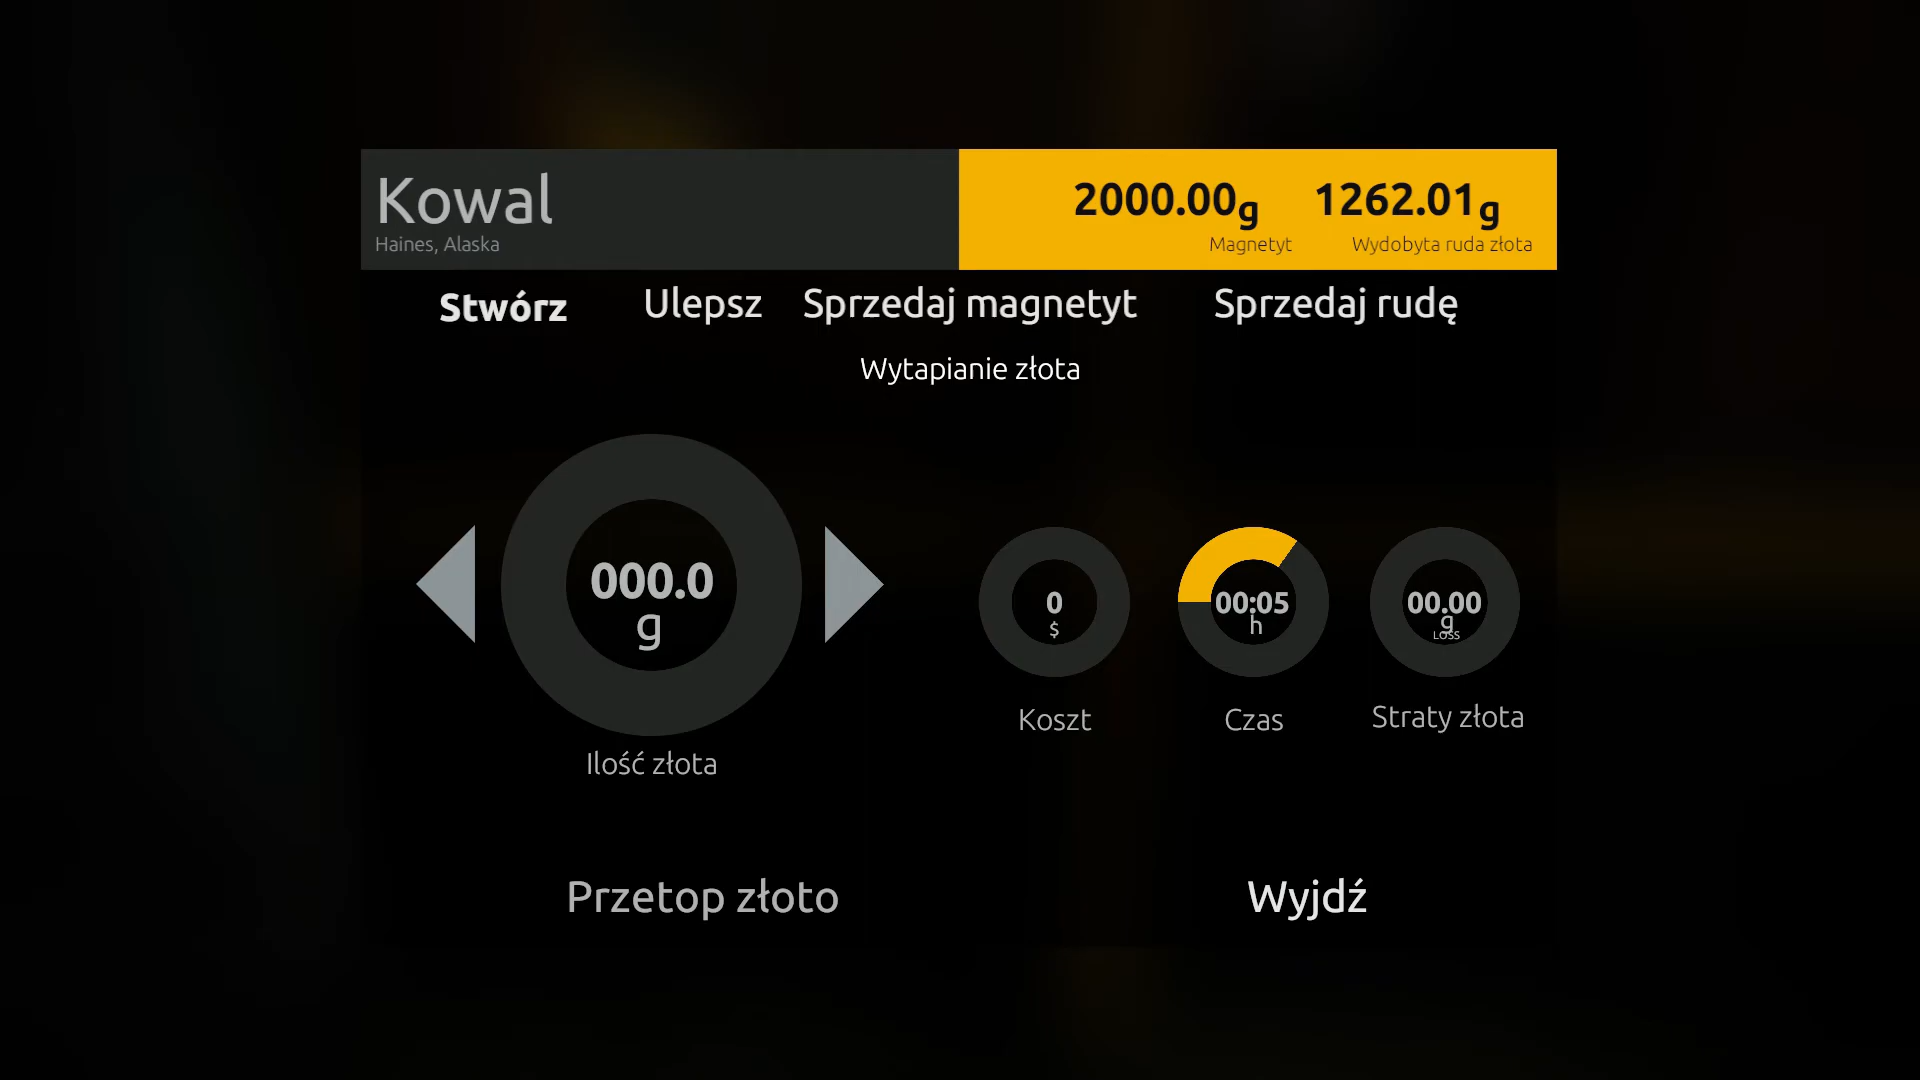 Kowal
Haines, Alaska
2000.00g 1262.01g
Magnetyt Wydobyta ruda złota
Stwórz Ulepsz Sprzedaj magnetyt Sprzedaj rudę
Wytapianie złota
000.0
g
Ilość złota
0
$
Koszt
00:05
h
Czas
00.00
g
LOSS
Straty złota
Przetop złoto Wyjdź